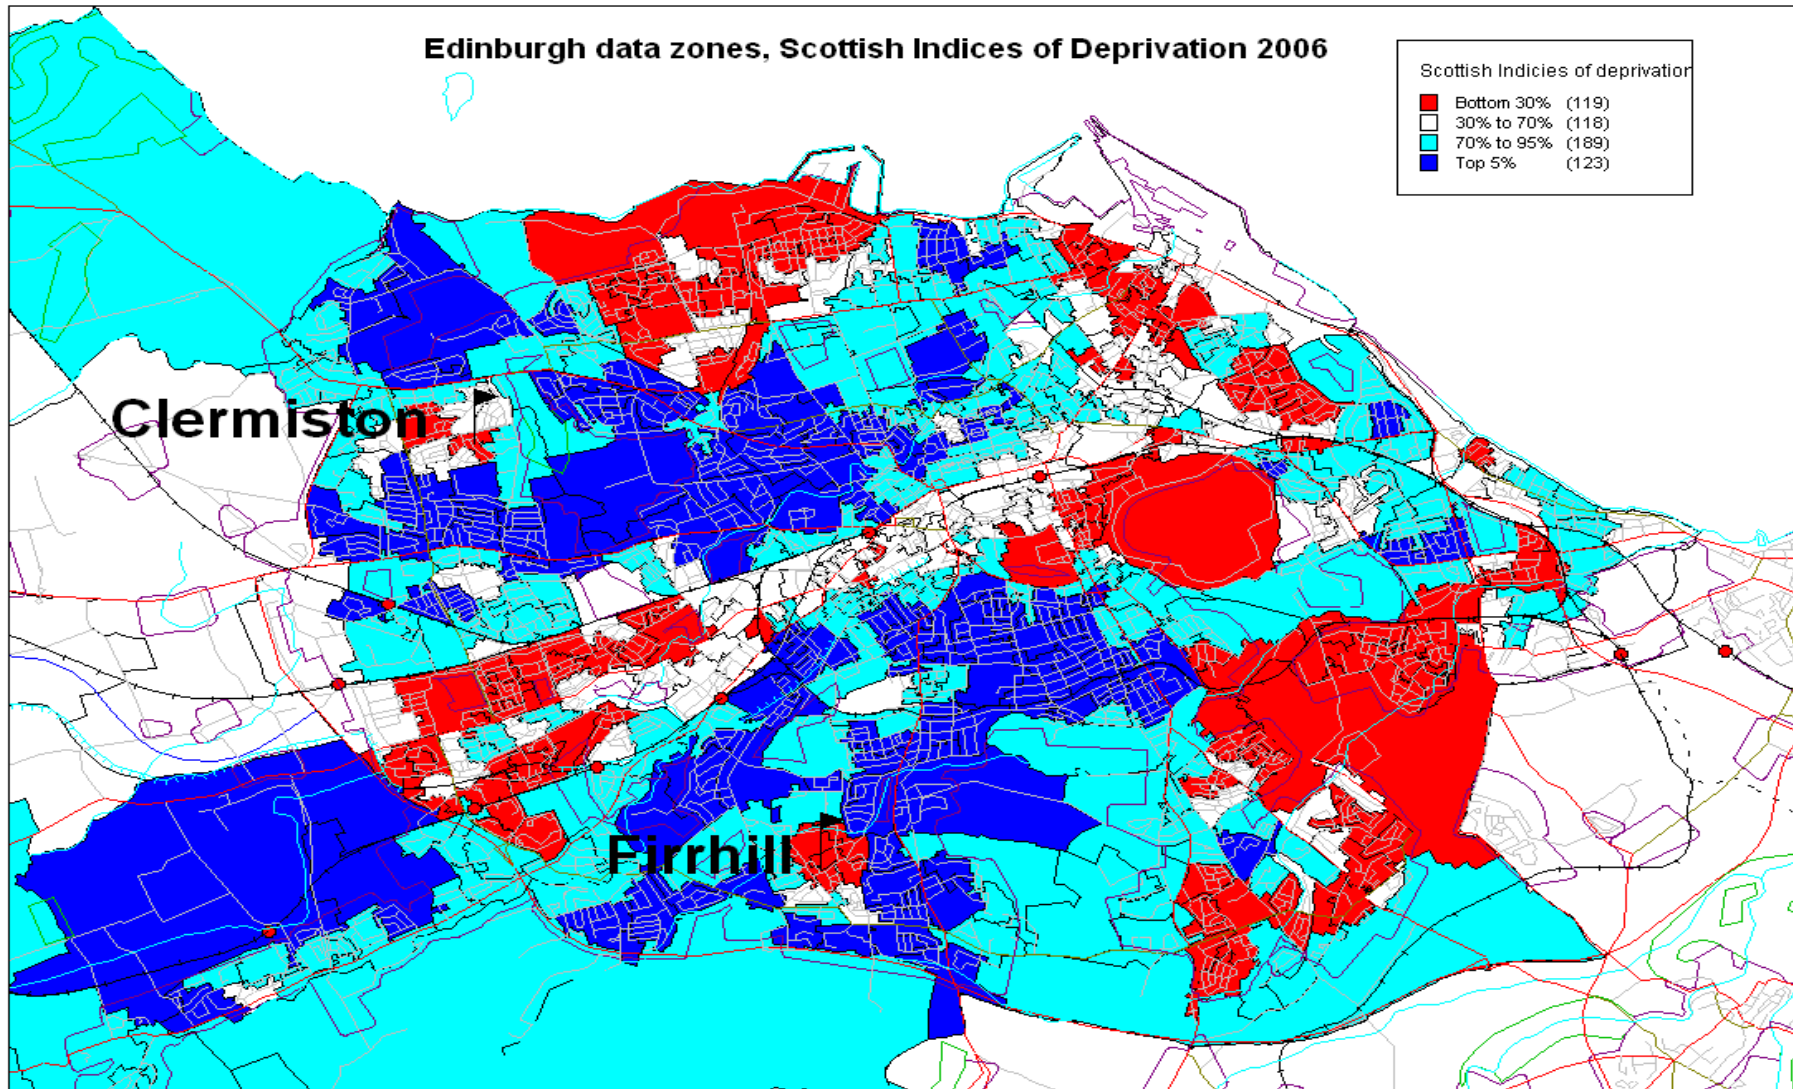 Edinburgh data zones, Scottish Indices of Deprivation 2006
Scottish Indicies of deprivation
Bottom 30% (119)
30% to 70% (118)
70% to 95% (189)
Top 5% (123)
Clermiston
Firrhill